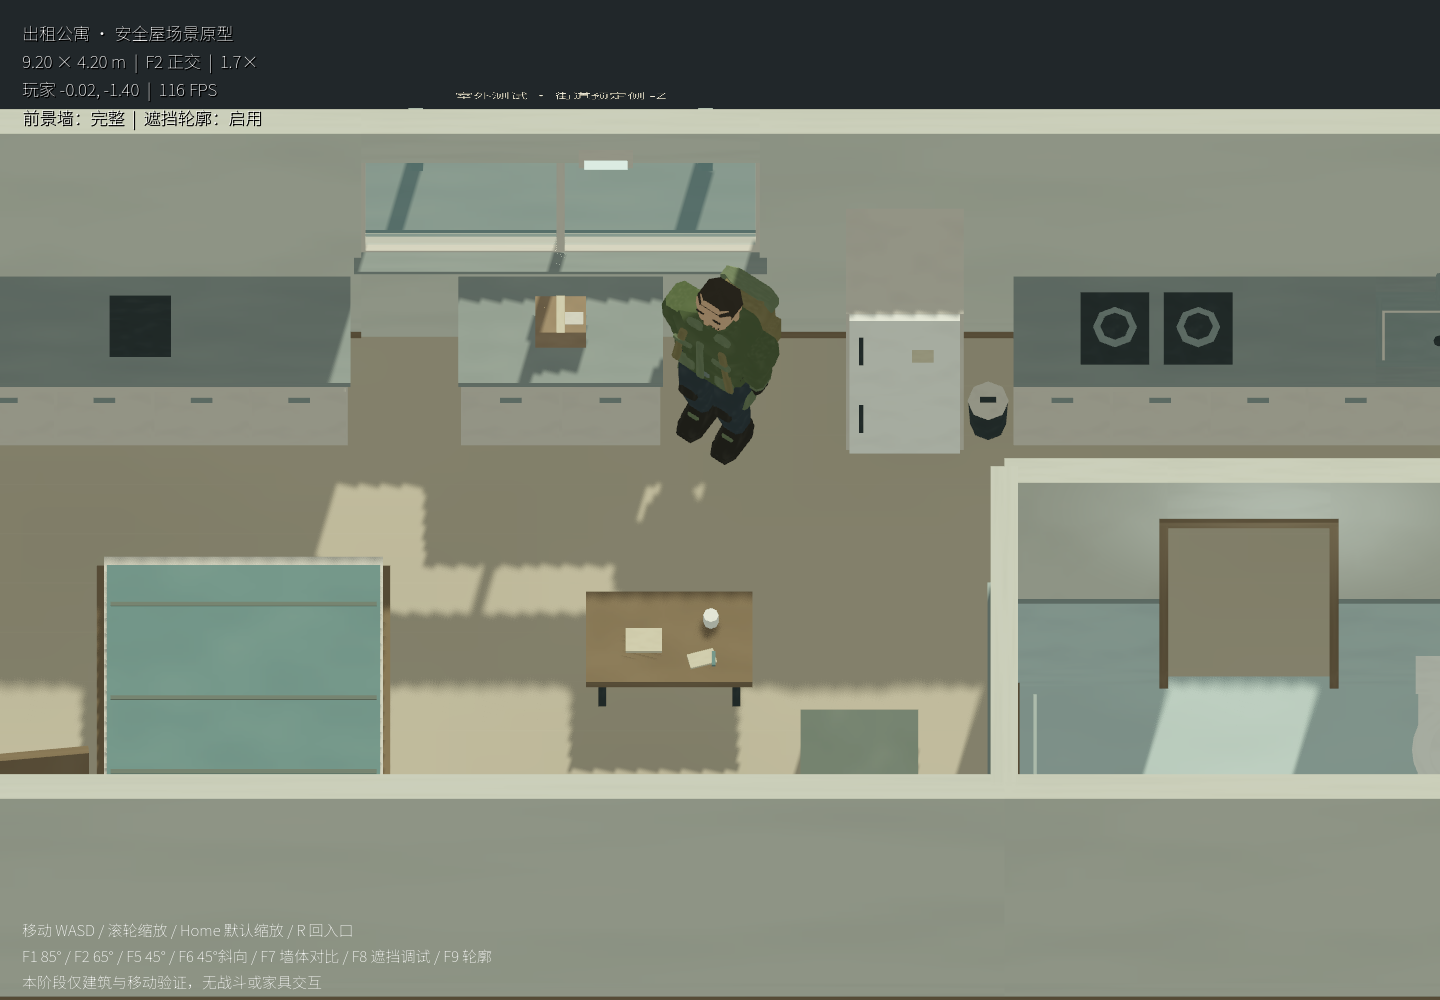 出租公寓 · 安全屋场景原型
9.20 × 4.20 m | F2 正交 | 1.7×
玩家 -0.02, -1.40 | 116 FPS
前景墙：完整 | 遮挡轮廓：启用
移动 WASD / 滚轮缩放 / Home 默认缩放 / R 回入口
F1 85° / F2 65° / F5 45° / F6 45°斜向 / F7 墙体对比 / F8 遮挡调试 / F9 轮廓
本阶段仅建筑与移动验证，无战斗或家具交互